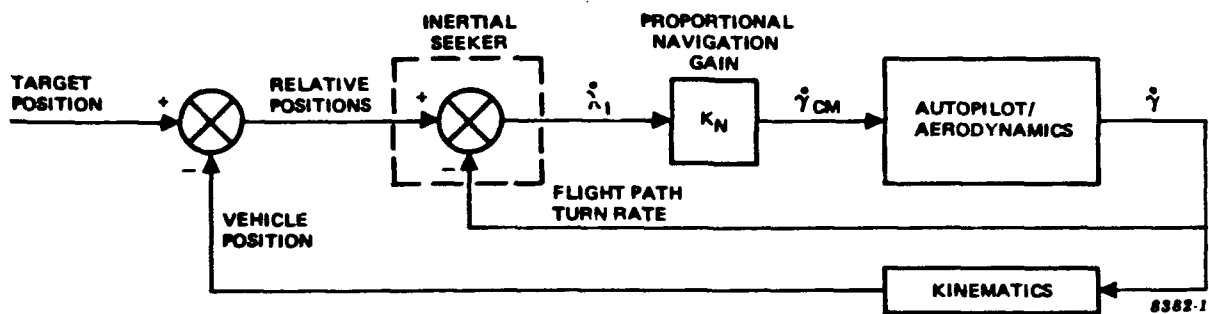 INERTIAL
SEEKER
PROPORTIONAL
NAVIGATION
GAIN
TARGET
POSITION
+
−
RELATIVE
POSITIONS
+
−
λ̇I
KN
γ̇CM
AUTOPILOT/
AERODYNAMICS
γ̇
FLIGHT PATH
TURN RATE
VEHICLE
POSITION
KINEMATICS
8382-1